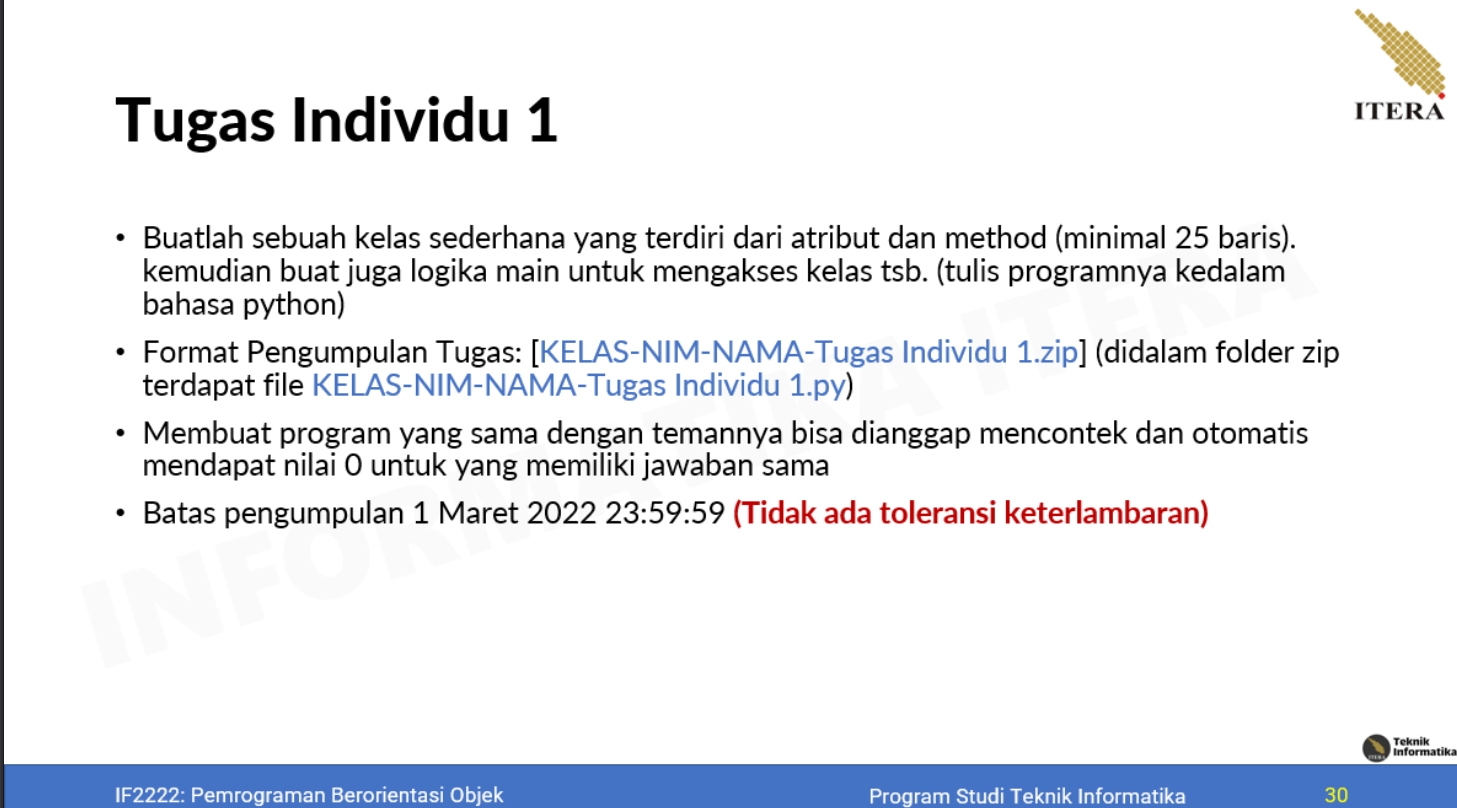 ITERA
Tugas Individu 1
• Buatlah sebuah kelas sederhana yang terdiri dari atribut dan method (minimal 25 baris).
kemudian buat juga logika main untuk mengakses kelas tsb. (tulis programnya kedalam
bahasa python)
• Format Pengumpulan Tugas: [KELAS-NIM-NAMA-Tugas Individu 1.zip] (didalam folder zip
terdapat file KELAS-NIM-NAMA-Tugas Individu 1.py)
• Membuat program yang sama dengan temannya bisa dianggap mencontek dan otomatis
mendapat nilai 0 untuk yang memiliki jawaban sama
• Batas pengumpulan 1 Maret 2022 23:59:59 (Tidak ada toleransi keterlambaran)
INFORMATIKA ITERA
ITERA
Teknik
Informatika
IF2222: Pemrograman Berorientasi Objek
Program Studi Teknik Informatika
30